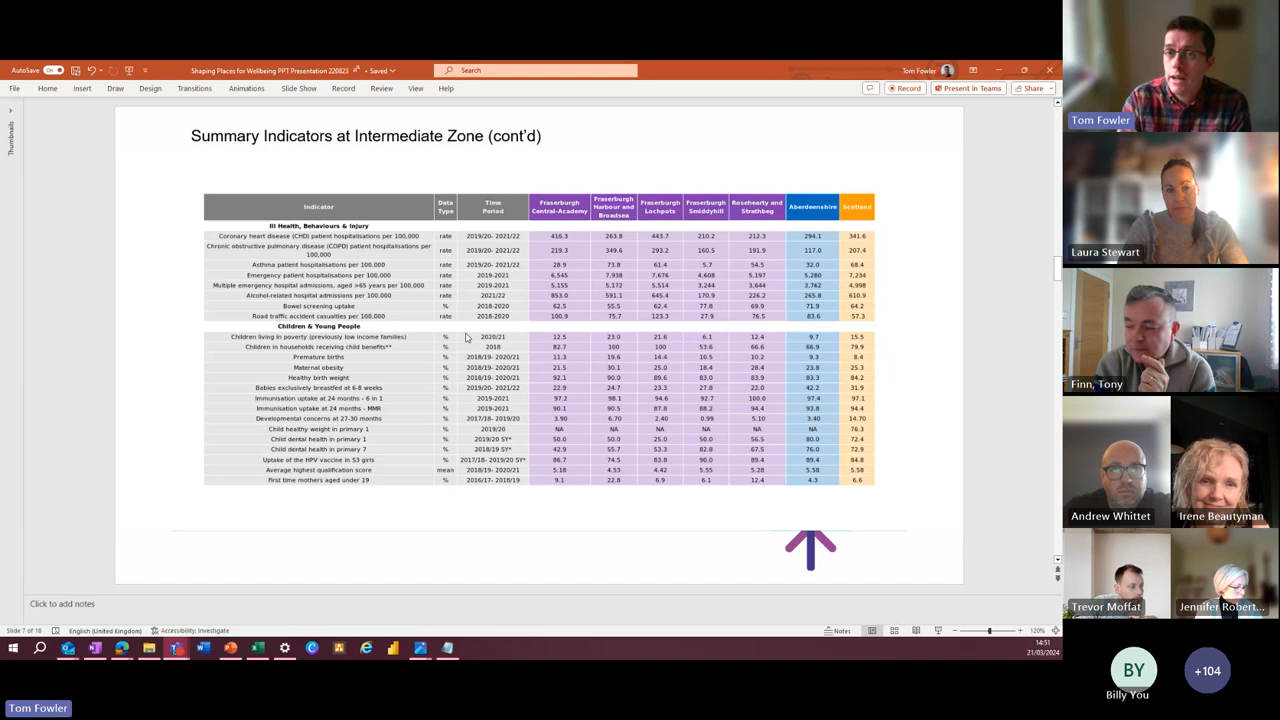 AutoSave On
Shaping Places for Wellbeing PPT Presentation 220823 • Saved
Search
Tom Fowler
File Home Insert Draw Design Transitions Animations Slide Show Record Review View Help
Record Present in Teams Share
Thumbnails
Summary Indicators at Intermediate Zone (cont'd)
Indicator Data Type Time Period Fraserburgh Central-Academy Fraserburgh Harbour and Broadsea Fraserburgh Lochpots Fraserburgh Smiddyhill Rosehearty and Strathbeg Aberdeenshire Scotland
Ill Health, Behaviours & Injury
Coronary heart disease (CHD) patient hospitalisations per 100,000 rate 2019/20- 2021/22 416.3 263.8 443.7 210.2 212.3 294.1 341.6
Chronic obstructive pulmonary disease (COPD) patient hospitalisations per 100,000 rate 2019/20- 2021/22 219.3 349.6 293.2 160.5 191.9 117.0 207.4
Asthma patient hospitalisations per 100,000 rate 2019/20- 2021/22 28.9 73.8 61.4 5.7 54.5 32.0 68.4
Emergency patient hospitalisations per 100,000 rate 2019-2021 6,545 7,938 7,676 4,608 5,197 5,280 7,234
Multiple emergency hospital admissions, aged >65 years per 100,000 rate 2019-2021 5,155 5,172 5,514 3,244 3,644 3,762 4,998
Alcohol-related hospital admissions per 100,000 rate 2021/22 853.0 591.1 645.4 170.9 226.2 265.8 610.9
Bowel screening uptake % 2018-2020 62.5 55.5 62.4 77.8 69.9 71.9 64.2
Road traffic accident casualties per 100,000 rate 2018-2020 100.9 75.7 123.3 27.9 76.5 83.6 57.3
Children & Young People
Children living in poverty (previously low income families) % 2020/21 12.5 23.0 21.6 6.1 12.4 9.7 15.5
Children in households receiving child benefits** % 2018 82.7 100 100 53.6 66.6 66.9 79.9
Premature births % 2018/19- 2020/21 11.3 19.6 14.4 10.5 10.2 9.3 8.4
Maternal obesity % 2018/19- 2020/21 21.5 30.1 25.0 18.4 28.4 23.8 25.3
Healthy birth weight % 2018/19- 2020/21 92.1 90.0 89.6 83.0 83.9 83.3 84.2
Babies exclusively breastfed at 6-8 weeks % 2019/20- 2021/22 22.9 24.7 23.3 27.8 22.0 42.2 31.9
Immunisation uptake at 24 months - 6 in 1 % 2019-2021 97.2 98.1 94.6 92.7 100.0 97.4 97.1
Immunisation uptake at 24 months - MMR % 2019-2021 90.1 90.5 87.8 88.2 94.4 93.8 94.4
Developmental concerns at 27-30 months % 2017/18- 2019/20 3.90 6.70 2.40 0.99 5.10 3.40 14.70
Child healthy weight in primary 1 % 2019/20 NA NA NA NA NA NA 76.3
Child dental health in primary 1 % 2019/20 SY* 50.0 50.0 25.0 50.0 56.5 80.0 72.4
Child dental health in primary 7 % 2018/19 SY* 42.9 55.7 53.3 82.8 67.5 76.0 72.9
Uptake of the HPV vaccine in S3 girls % 2017/18- 2019/20 SY* 86.7 74.5 83.8 90.0 89.4 89.4 84.8
Average highest qualification score mean 2018/19- 2020/21 5.18 4.53 4.42 5.55 5.28 5.58 5.58
First time mothers aged under 19 % 2016/17- 2018/19 9.1 22.8 6.9 6.1 12.4 4.3 6.6
Click to add notes
Slide 7 of 18 English (United Kingdom) Accessibility: Investigate Notes 120%
14:51
21/03/2024
Tom Fowler
Laura Stewart
Finn, Tony
Andrew Whittet
Irene Beautyman
Trevor Moffat
Jennifer Robert...
BY
Billy You
+104
Tom Fowler